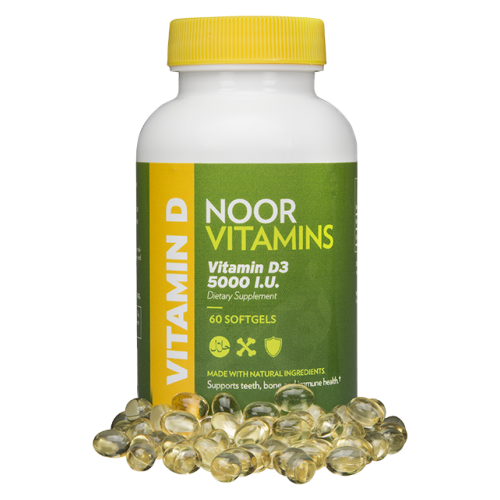 VITAMIN D
NOOR
VITAMINS
Vitamin D3
5000 I.U.
Dietary Supplement
60 SOFTGELS
حلال
MADE WITH NATURAL INGREDIENTS.
Supports teeth, bone, immune health.*